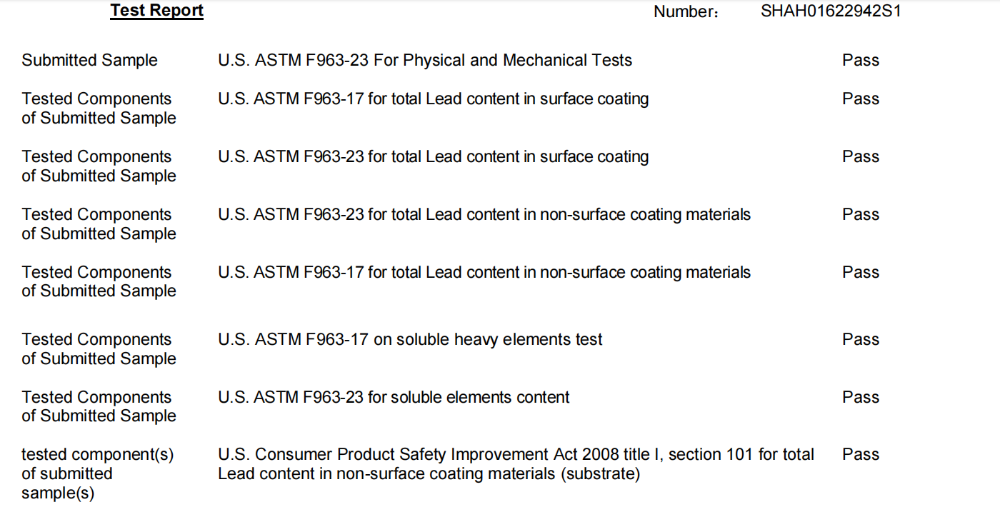 Test Report Number： SHAH01622942S1
Submitted Sample U.S. ASTM F963-23 For Physical and Mechanical Tests Pass
Tested Components U.S. ASTM F963-17 for total Lead content in surface coating Pass
of Submitted Sample
Tested Components U.S. ASTM F963-23 for total Lead content in surface coating Pass
of Submitted Sample
Tested Components U.S. ASTM F963-23 for total Lead content in non-surface coating materials Pass
of Submitted Sample
Tested Components U.S. ASTM F963-17 for total Lead content in non-surface coating materials Pass
of Submitted Sample
Tested Components U.S. ASTM F963-17 on soluble heavy elements test Pass
of Submitted Sample
Tested Components U.S. ASTM F963-23 for soluble elements content Pass
of Submitted Sample
tested component(s) U.S. Consumer Product Safety Improvement Act 2008 title I, section 101 for total Pass
of submitted Lead content in non-surface coating materials (substrate)
sample(s)